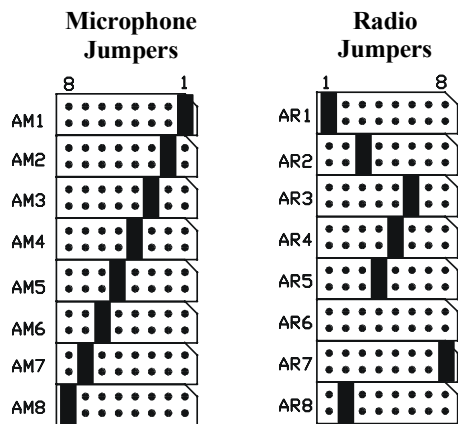 Microphone
Jumpers
8 1
AM1
AM2
AM3
AM4
AM5
AM6
AM7
AM8
Radio
Jumpers
1 8
AR1
AR2
AR3
AR4
AR5
AR6
AR7
AR8